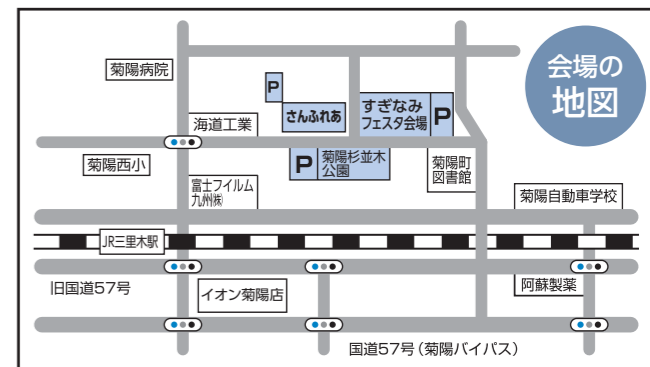 会場の
地図
菊陽病院
P
さんふれあ
すぎなみ
フェスタ会場
P
海道工業
菊陽西小
P
菊陽杉並木
公園
菊陽町
図書館
富士フイルム
九州㈱
菊陽自動車学校
JR三里木駅
旧国道57号
イオン菊陽店
阿蘇製薬
国道57号(菊陽バイパス)